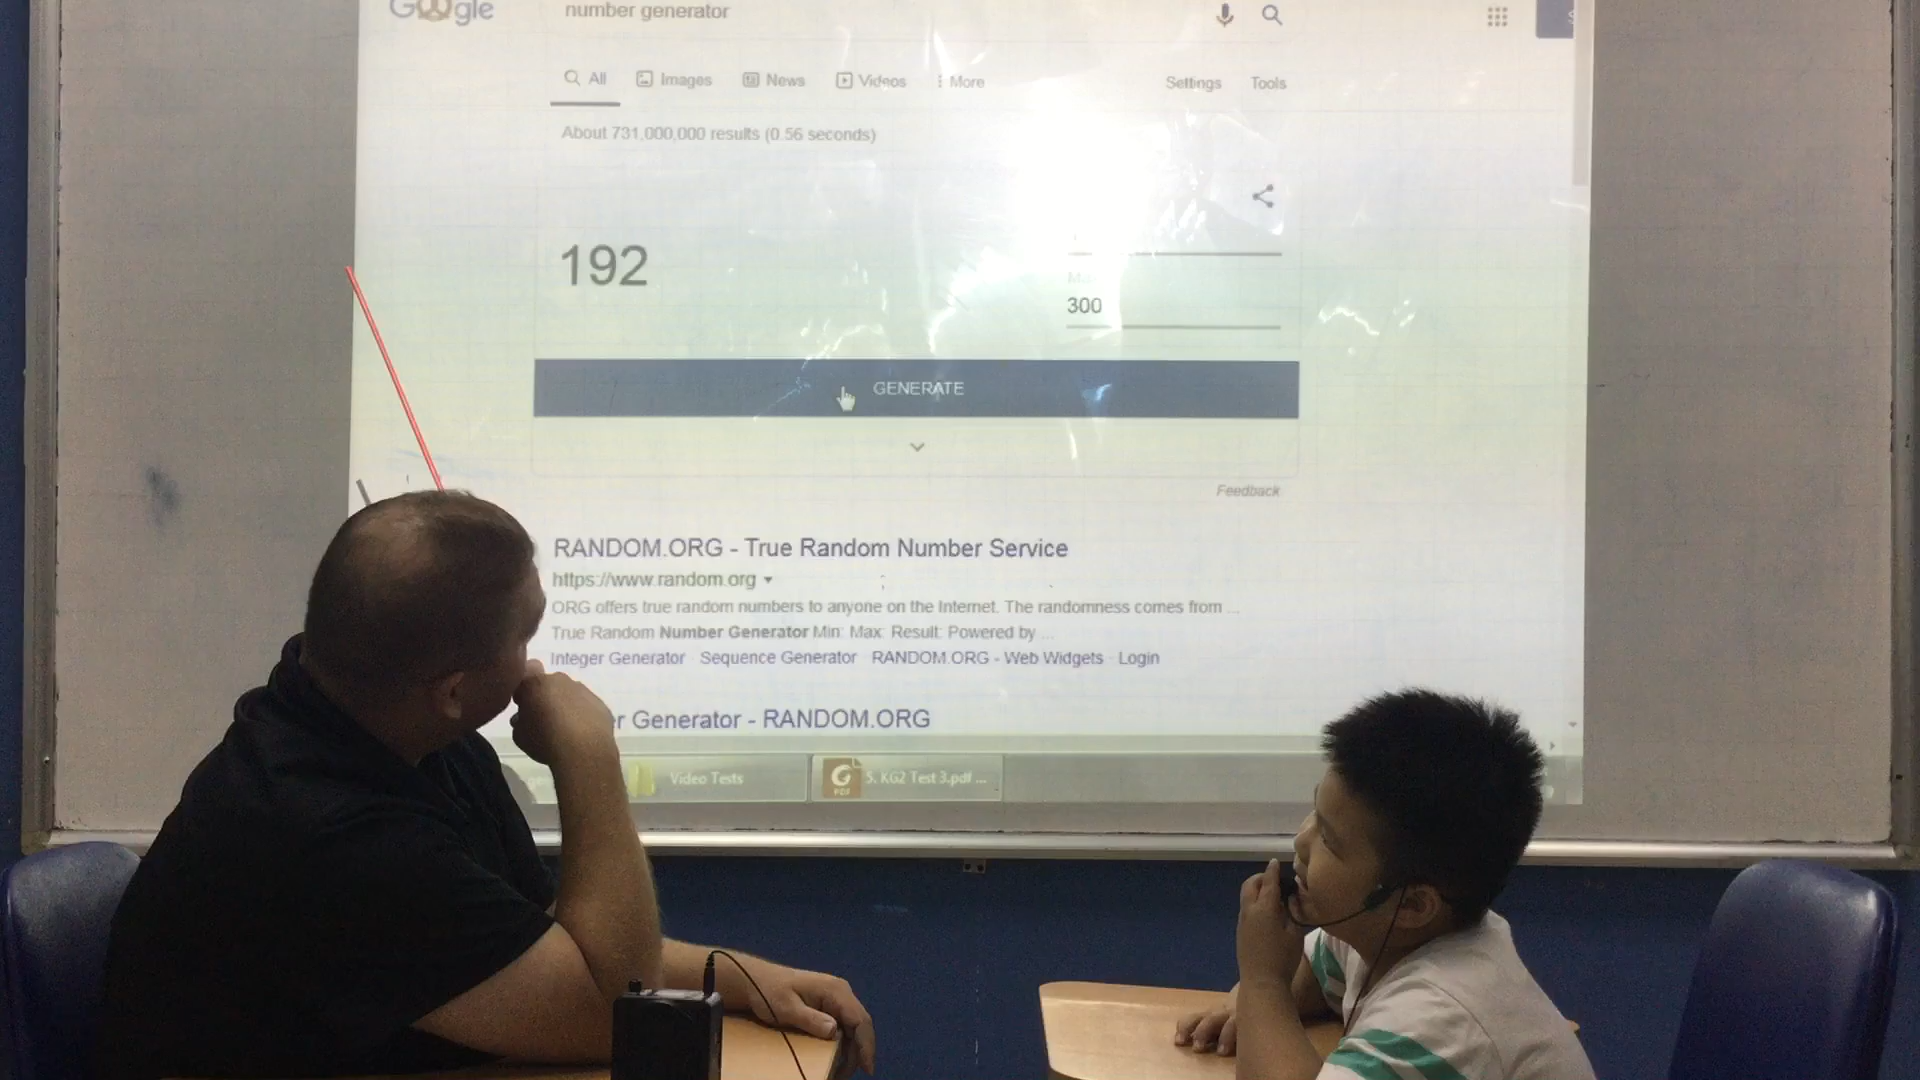 Google
number generator
All Images News Videos More Settings Tools
About 731,000,000 results (0.56 seconds)
192
300
GENERATE
Feedback
RANDOM.ORG - True Random Number Service
https://www.random.org
ORG offers true random numbers to anyone on the Internet. The randomness comes from ...
True Random Number Generator Min: Max: Result: Powered by ...
Integer Generator · Sequence Generator · RANDOM.ORG - Web Widgets · Login
Generator - RANDOM.ORG
Video Tests
5. KG2 Test 3.pdf ...
PDF